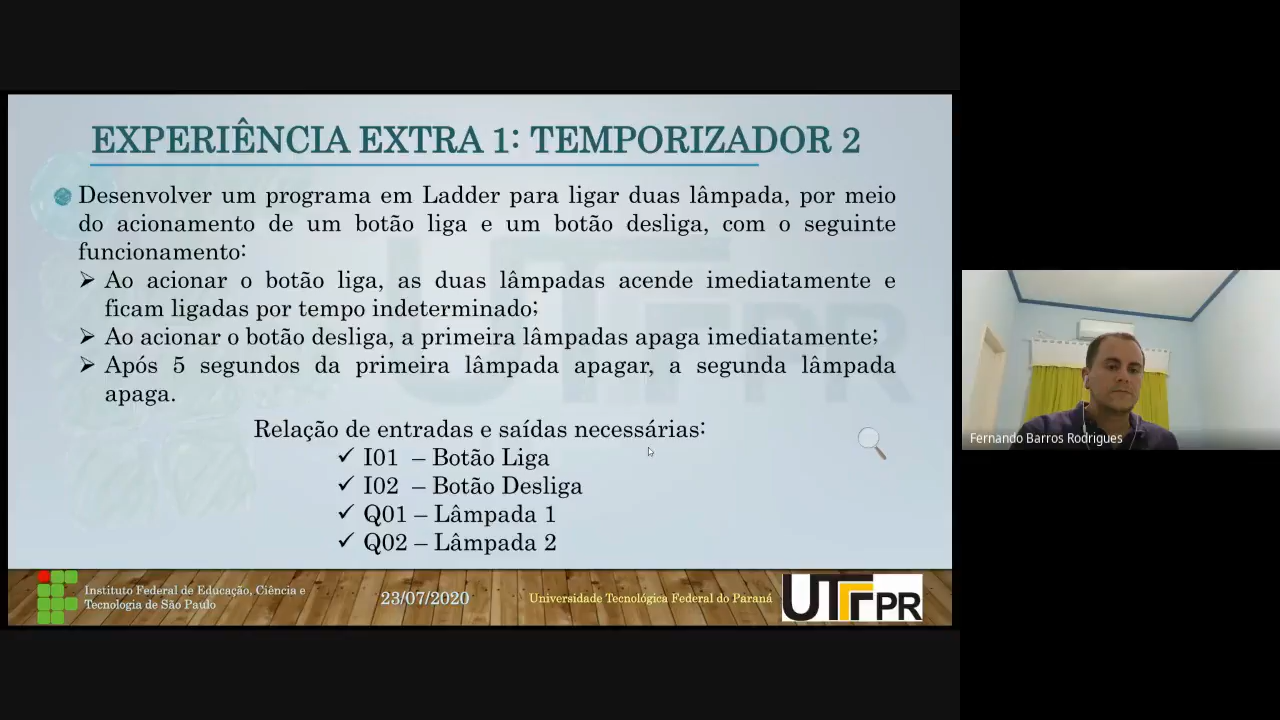 EXPERIÊNCIA EXTRA 1: TEMPORIZADOR 2
Desenvolver um programa em Ladder para ligar duas lâmpada, por meio
do acionamento de um botão liga e um botão desliga, com o seguinte
funcionamento:
➢ Ao acionar o botão liga, as duas lâmpadas acende imediatamente e
ficam ligadas por tempo indeterminado;
➢ Ao acionar o botão desliga, a primeira lâmpadas apaga imediatamente;
➢ Após 5 segundos da primeira lâmpada apagar, a segunda lâmpada
apaga.
Relação de entradas e saídas necessárias:
✓ I01 – Botão Liga
✓ I02 – Botão Desliga
✓ Q01 – Lâmpada 1
✓ Q02 – Lâmpada 2
Instituto Federal de Educação, Ciência e
Tecnologia de São Paulo
23/07/2020
Universidade Tecnológica Federal do Paraná
UTFPR
Fernando Barros Rodrigues